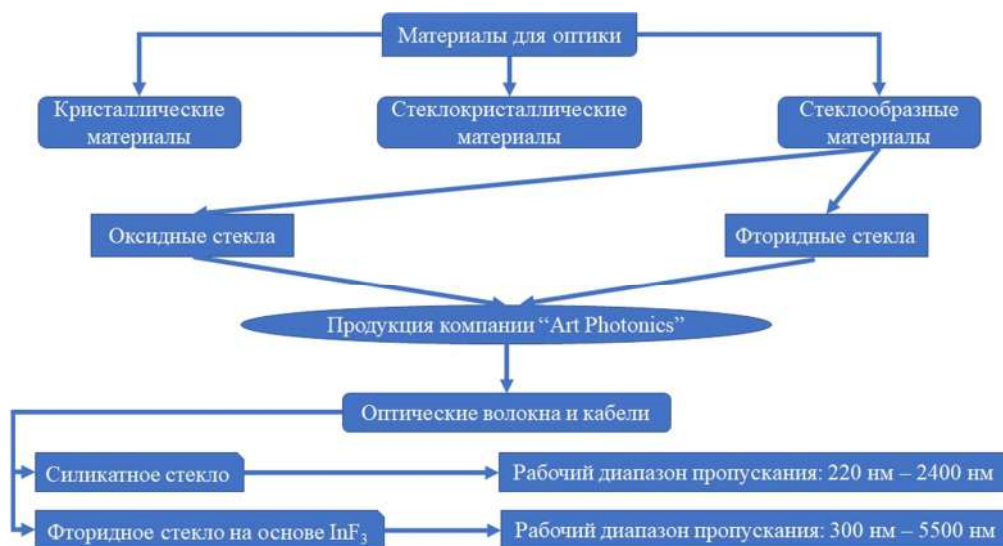 Материалы для оптики
Кристаллические
материалы
Стеклокристаллические
материалы
Стеклообразные
материалы
Оксидные стекла
Фторидные стекла
Продукция компании “Art Photonics”
Оптические волокна и кабели
Силикатное стекло
Рабочий диапазон пропускания: 220 нм – 2400 нм
Фторидное стекло на основе InF₃
Рабочий диапазон пропускания: 300 нм – 5500 нм